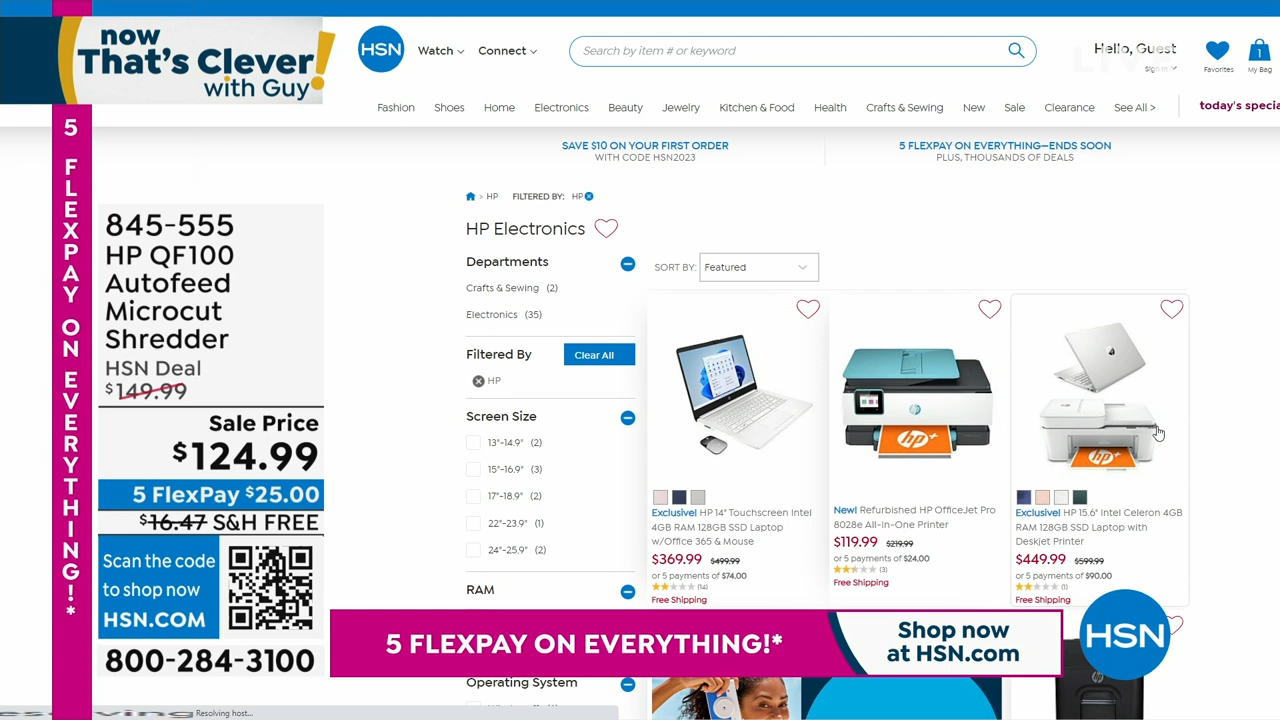 now
That's Clever!
with Guy
5 FLEXPAY ON EVERYTHING!*
845-555
HP QF100
Autofeed
Microcut
Shredder
HSN Deal
$149.99
Sale Price
$124.99
5 FlexPay $25.00
$16.47 S&H FREE
Scan the code
to shop now
HSN.COM
800-284-3100
HSN
Watch
Connect
Search by item # or keyword
LIVE
Hello, Guest
Sign In
Favorites
1
My Bag
Fashion
Shoes
Home
Electronics
Beauty
Jewelry
Kitchen & Food
Health
Crafts & Sewing
New
Sale
Clearance
See All >
today's specia
SAVE $10 ON YOUR FIRST ORDER
WITH CODE HSN2023
5 FLEXPAY ON EVERYTHING—ENDS SOON
PLUS, THOUSANDS OF DEALS
> HP FILTERED BY: HP
HP Electronics
Departments
Crafts & Sewing (2)
Electronics (35)
Filtered By
Clear All
HP
Screen Size
13"-14.9" (2)
15"-16.9" (3)
17"-18.9" (2)
22"-23.9" (1)
24"-25.9" (2)
RAM
Operating System
SORT BY: Featured
Exclusive! HP 14" Touchscreen Intel
4GB RAM 128GB SSD Laptop
w/Office 365 & Mouse
$369.99 $499.99
or 5 payments of $74.00
(14)
Free Shipping
hp+
New! Refurbished HP OfficeJet Pro
8028e All-in-One Printer
$119.99 $219.99
or 5 payments of $24.00
(3)
Free Shipping
hp+
Exclusive! HP 15.6" Intel Celeron 4GB
RAM 128GB SSD Laptop with
Deskjet Printer
$449.99 $599.99
or 5 payments of $90.00
(1)
Free Shipping
5 FLEXPAY ON EVERYTHING!*
Shop now
at HSN.com
HSN
Resolving host...